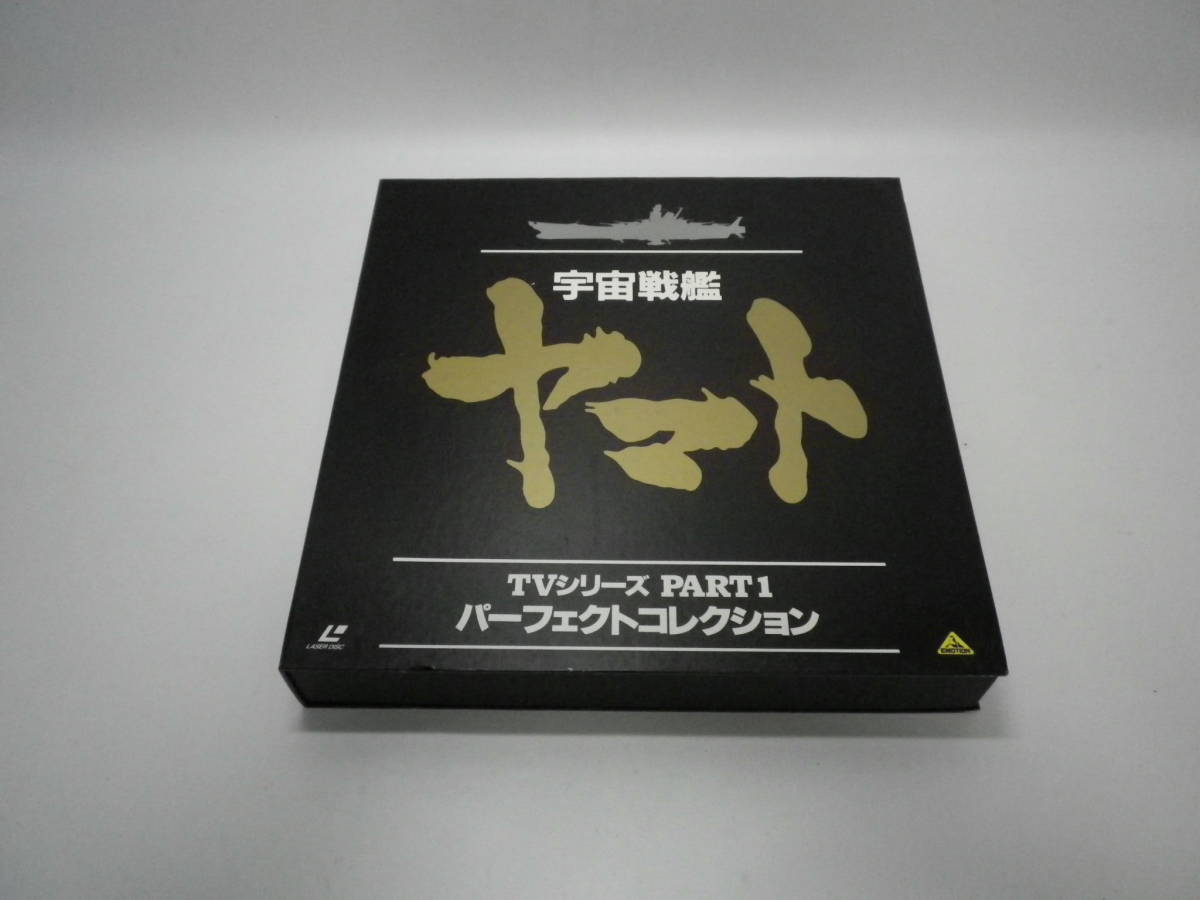 宇宙戦艦
ヤマト
TVシリーズ PART1
パーフェクトコレクション
LASER DISC
EMOTION